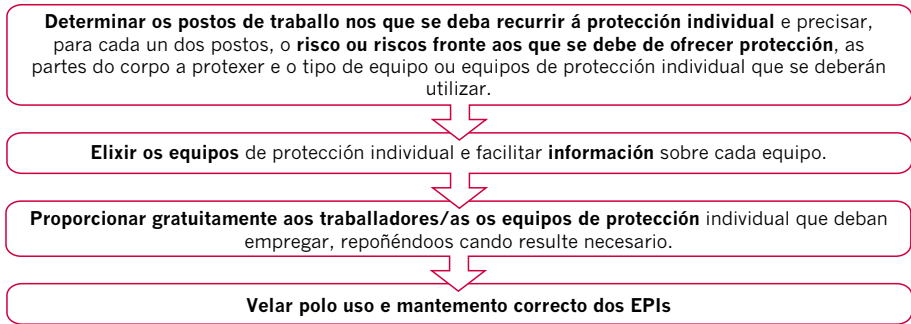 Determinar os postos de traballo nos que se deba recurrir á protección individual e precisar,
para cada un dos postos, o risco ou riscos fronte aos que se debe de ofrecer protección, as
partes do corpo a protexer e o tipo de equipo ou equipos de protección individual que se deberán
utilizar.
Elixir os equipos de protección individual e facilitar información sobre cada equipo.
Proporcionar gratuitamente aos traballadores/as os equipos de protección individual que deban
empregar, repoñéndoos cando resulte necesario.
Velar polo uso e mantemento correcto dos EPIs